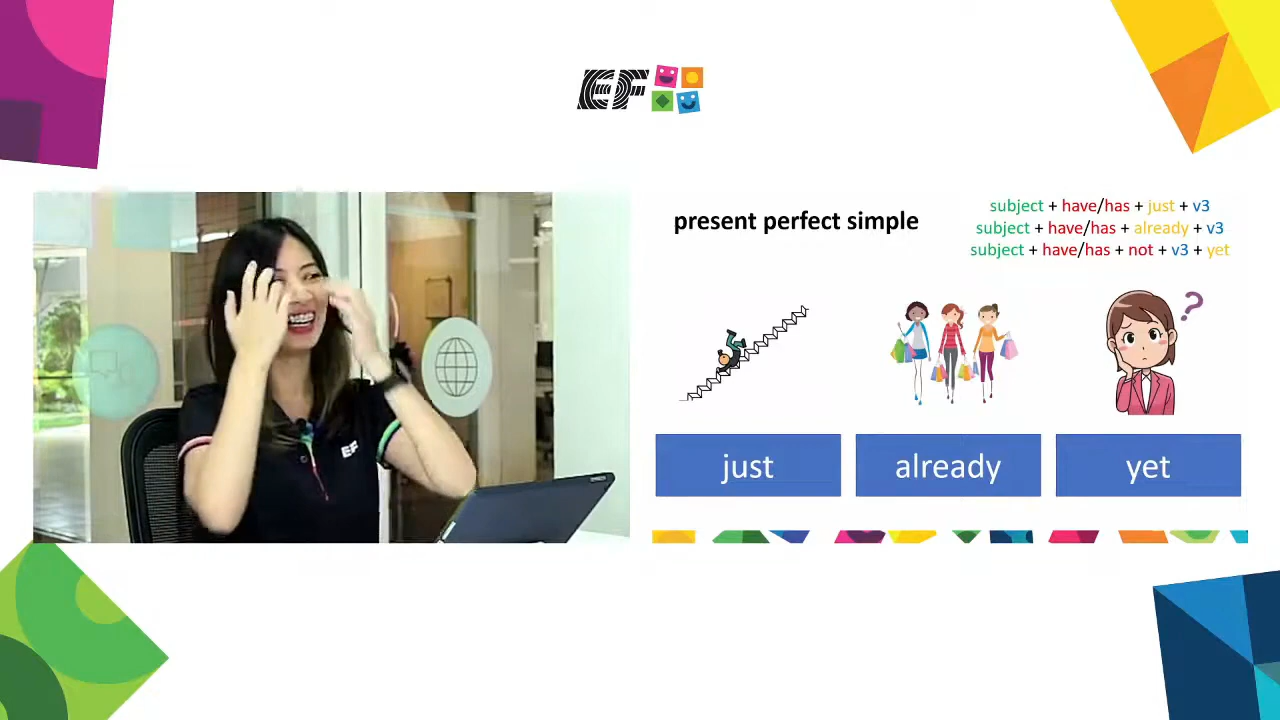 EF
EF
present perfect simple
subject + have/has + just + v3
subject + have/has + already + v3
subject + have/has + not + v3 + yet
?
just
already
yet